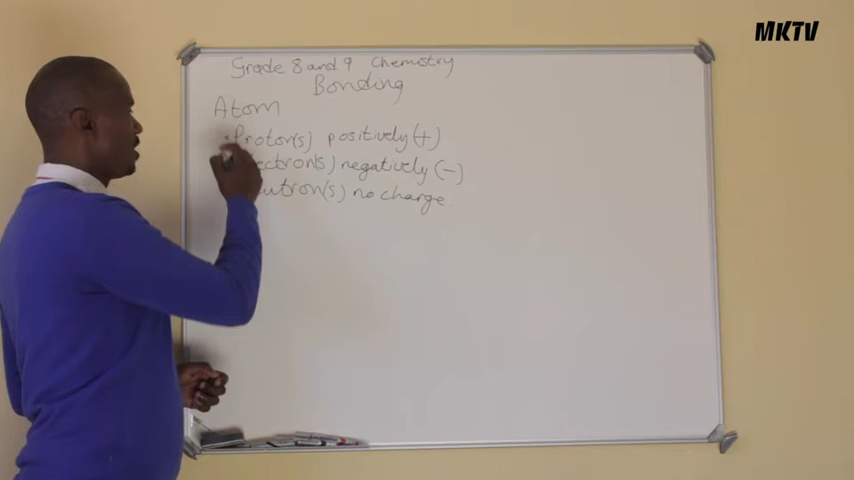 MKTV
Grade 8 and 9 Chemistry
Bonding
Atom
Proton(s) positively (+)
negatively (-)
no charge